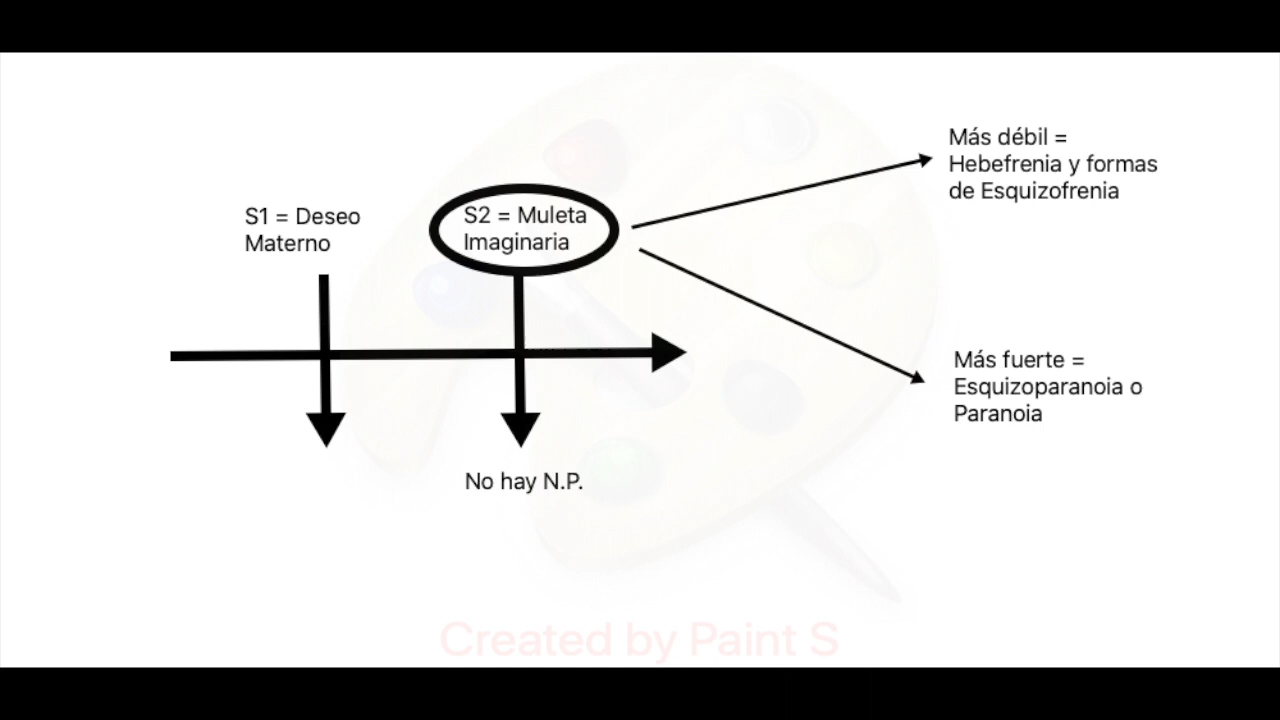 Más débil =
Hebefrenia y formas
de Esquizofrenia
S1 = Deseo
Materno
S2 = Muleta
Imaginaria
Más fuerte =
Esquizoparanoia o
Paranoia
No hay N.P.
Created by Paint S